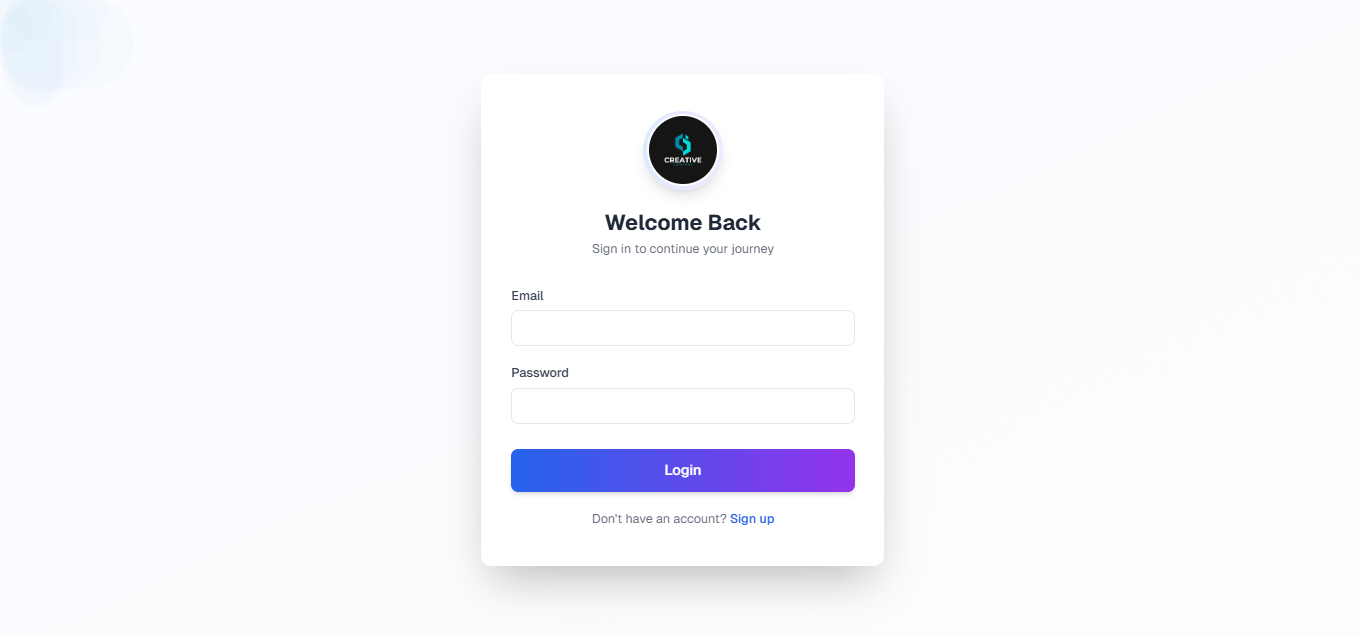 CREATIVE
Welcome Back
Sign in to continue your journey
Email
Password
Login
Don't have an account? Sign up